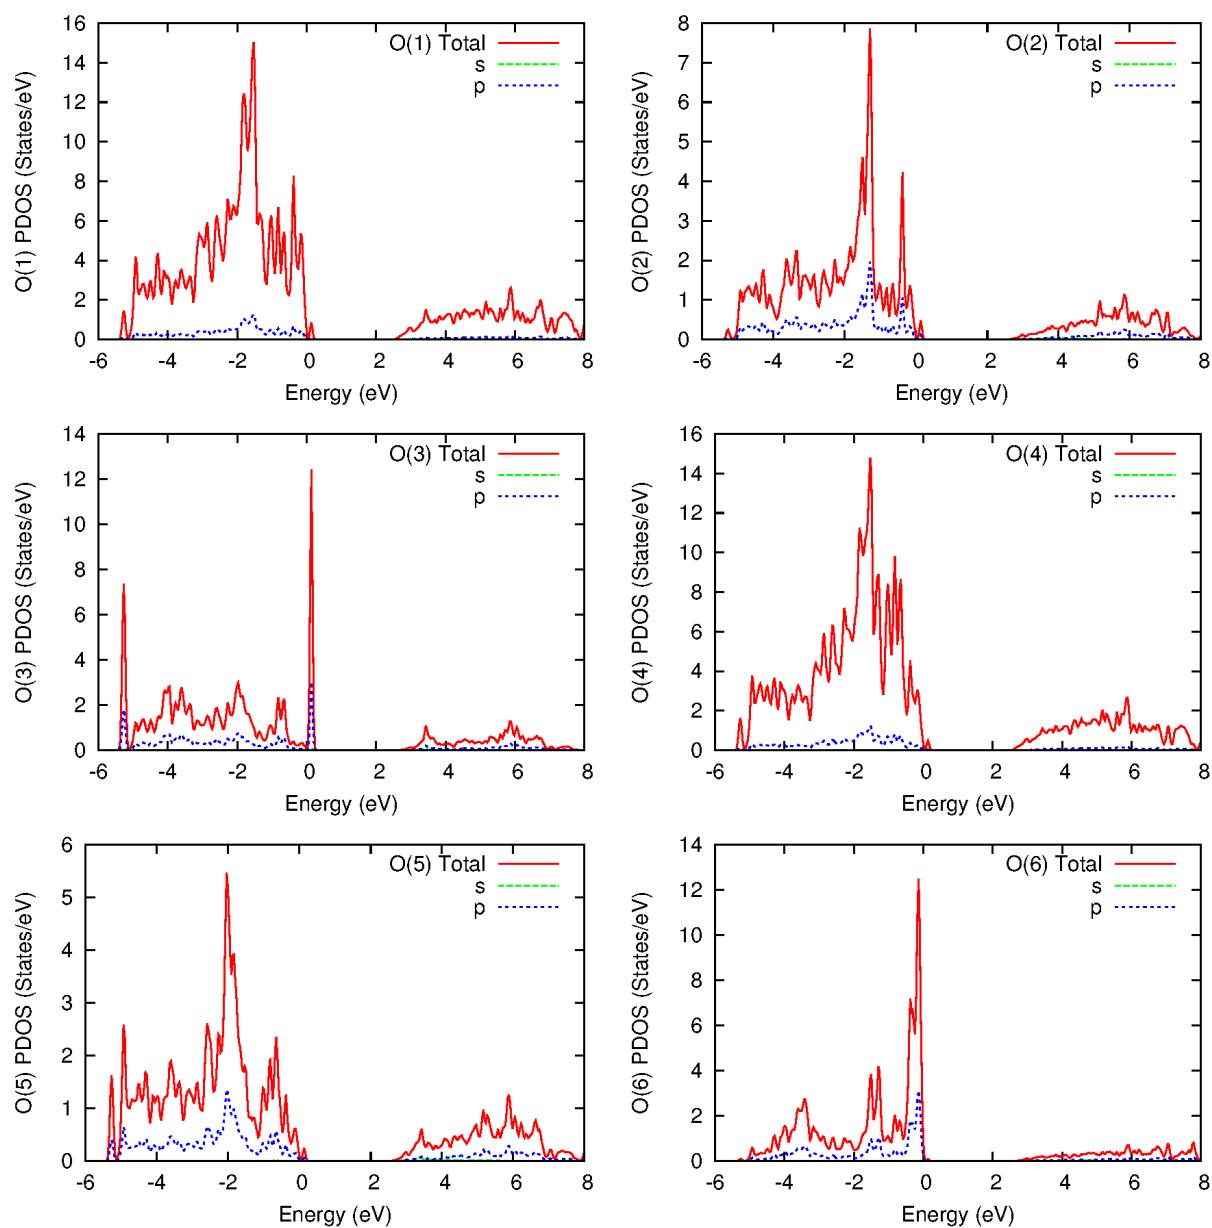 O(1) PDOS (States/eV)
16
14
12
10
8
6
4
2
0
O(1) Total
s
p
-6 -4 -2 0 2 4 6 8
Energy (eV)
O(2) PDOS (States/eV)
8
7
6
5
4
3
2
1
0
O(2) Total
s
p
-6 -4 -2 0 2 4 6 8
Energy (eV)
O(3) PDOS (States/eV)
14
12
10
8
6
4
2
0
O(3) Total
s
p
-6 -4 -2 0 2 4 6 8
Energy (eV)
O(4) PDOS (States/eV)
16
14
12
10
8
6
4
2
0
O(4) Total
s
p
-6 -4 -2 0 2 4 6 8
Energy (eV)
O(5) PDOS (States/eV)
6
5
4
3
2
1
0
O(5) Total
s
p
-6 -4 -2 0 2 4 6 8
Energy (eV)
O(6) PDOS (States/eV)
14
12
10
8
6
4
2
0
O(6) Total
s
p
-6 -4 -2 0 2 4 6 8
Energy (eV)